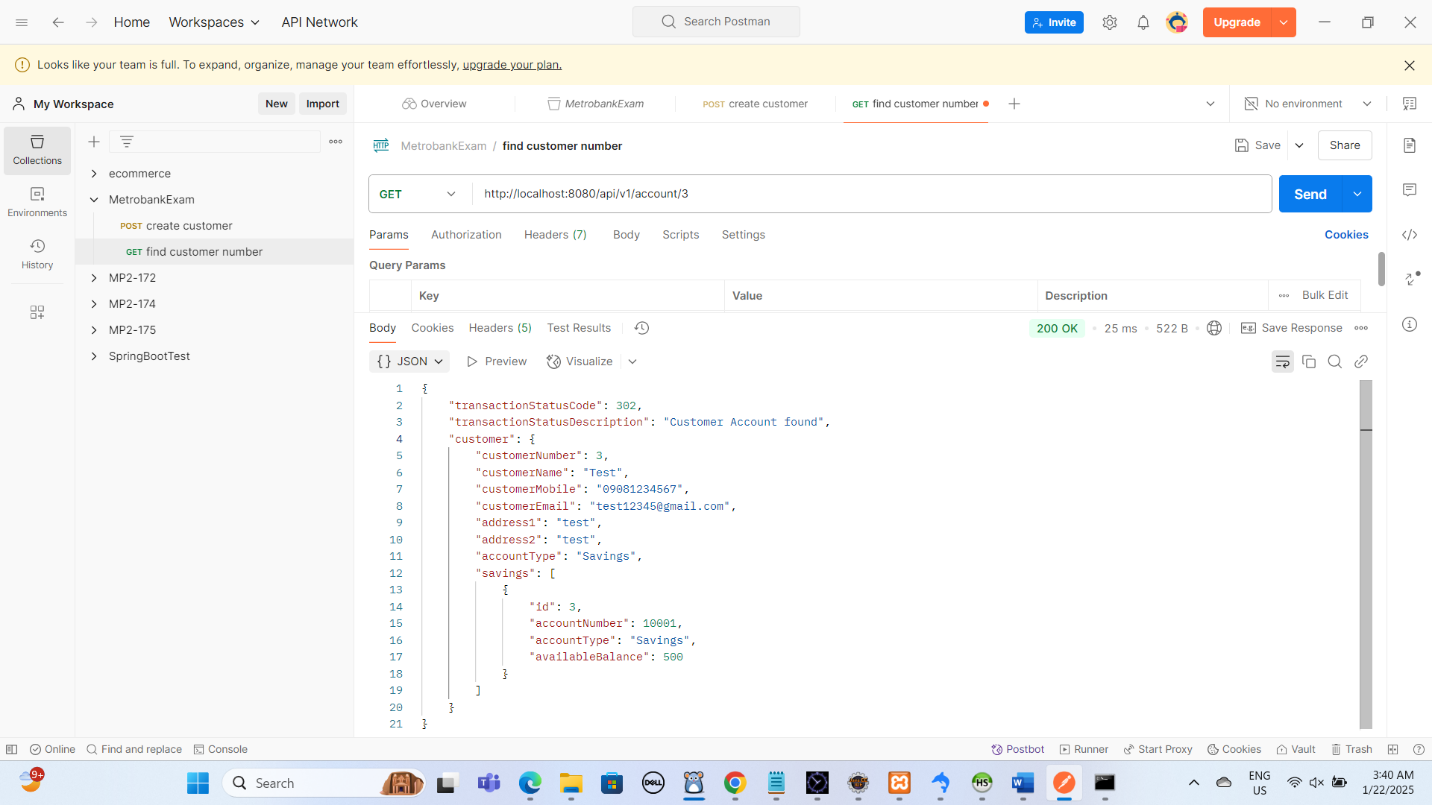 Home Workspaces API Network Search Postman Invite Upgrade
Looks like your team is full. To expand, organize, manage your team effortlessly, upgrade your plan.
My Workspace New Import Overview MetrobankExam POST create customer GET find customer number No environment
Collections
Environments
History
ecommerce
MetrobankExam
POST create customer
GET find customer number
MP2-172
MP2-174
MP2-175
SpringBootTest
HTTP MetrobankExam / find customer number Save Share
GET http://localhost:8080/api/v1/account/3 Send
Params Authorization Headers (7) Body Scripts Settings Cookies
Query Params
Key Value Description Bulk Edit
Body Cookies Headers (5) Test Results 200 OK 25 ms 522 B e.g. Save Response
{} JSON Preview Visualize
1 {
2 "transactionStatusCode": 302,
3 "transactionStatusDescription": "Customer Account found",
4 "customer": {
5 "customerNumber": 3,
6 "customerName": "Test",
7 "customerMobile": "09081234567",
8 "customerEmail": "test12345@gmail.com",
9 "address1": "test",
10 "address2": "test",
11 "accountType": "Savings",
12 "savings": [
13 {
14 "id": 3,
15 "accountNumber": 10001,
16 "accountType": "Savings",
17 "availableBalance": 500
18 }
19 ]
20 }
21 }
Online Find and replace Console Postbot Runner Start Proxy Cookies Vault Trash
9+ Search DELL HS W ENG US 3:40 AM 1/22/2025